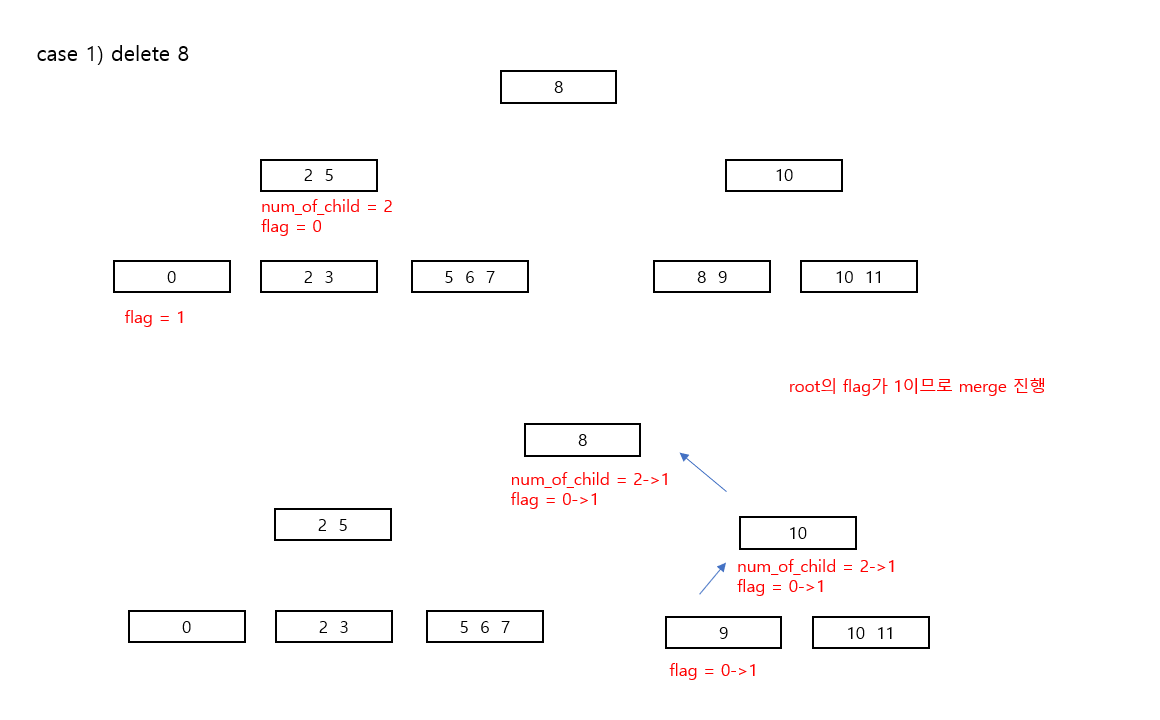 case 1) delete 8
8
2 5
10
num_of_child = 2
flag = 0
0
2 3
5 6 7
8 9
10 11
flag = 1
root의 flag가 1이므로 merge 진행
8
num_of_child = 2->1
flag = 0->1
2 5
10
num_of_child = 2->1
flag = 0->1
0
2 3
5 6 7
9
10 11
flag = 0->1